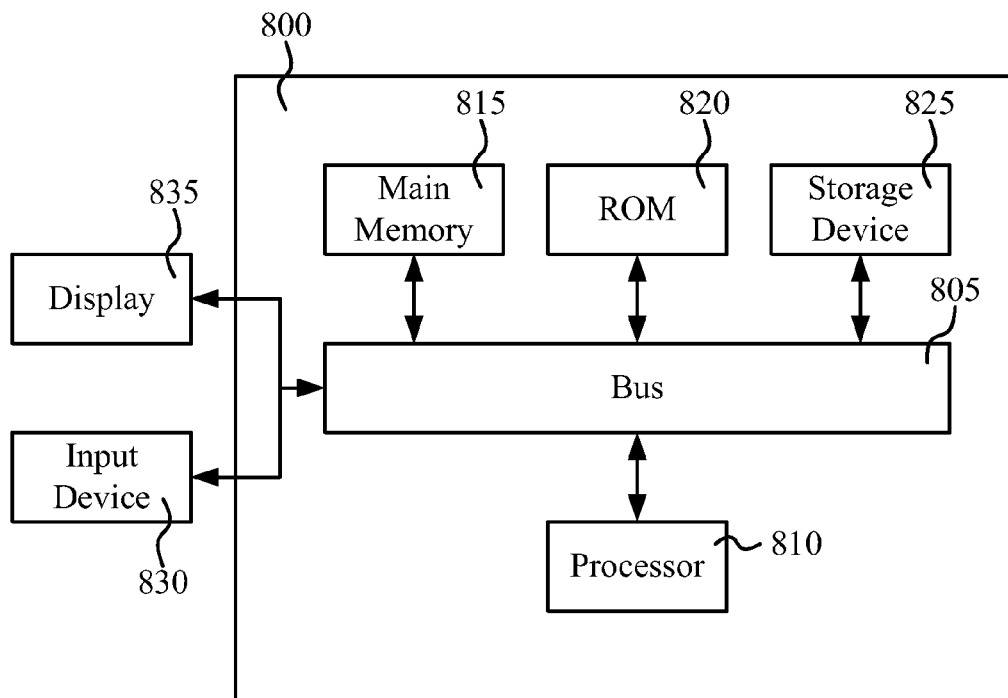 800
815
820
825
835
Main
Memory
ROM
Storage
Device
Display
805
Bus
Input
Device
830
810
Processor